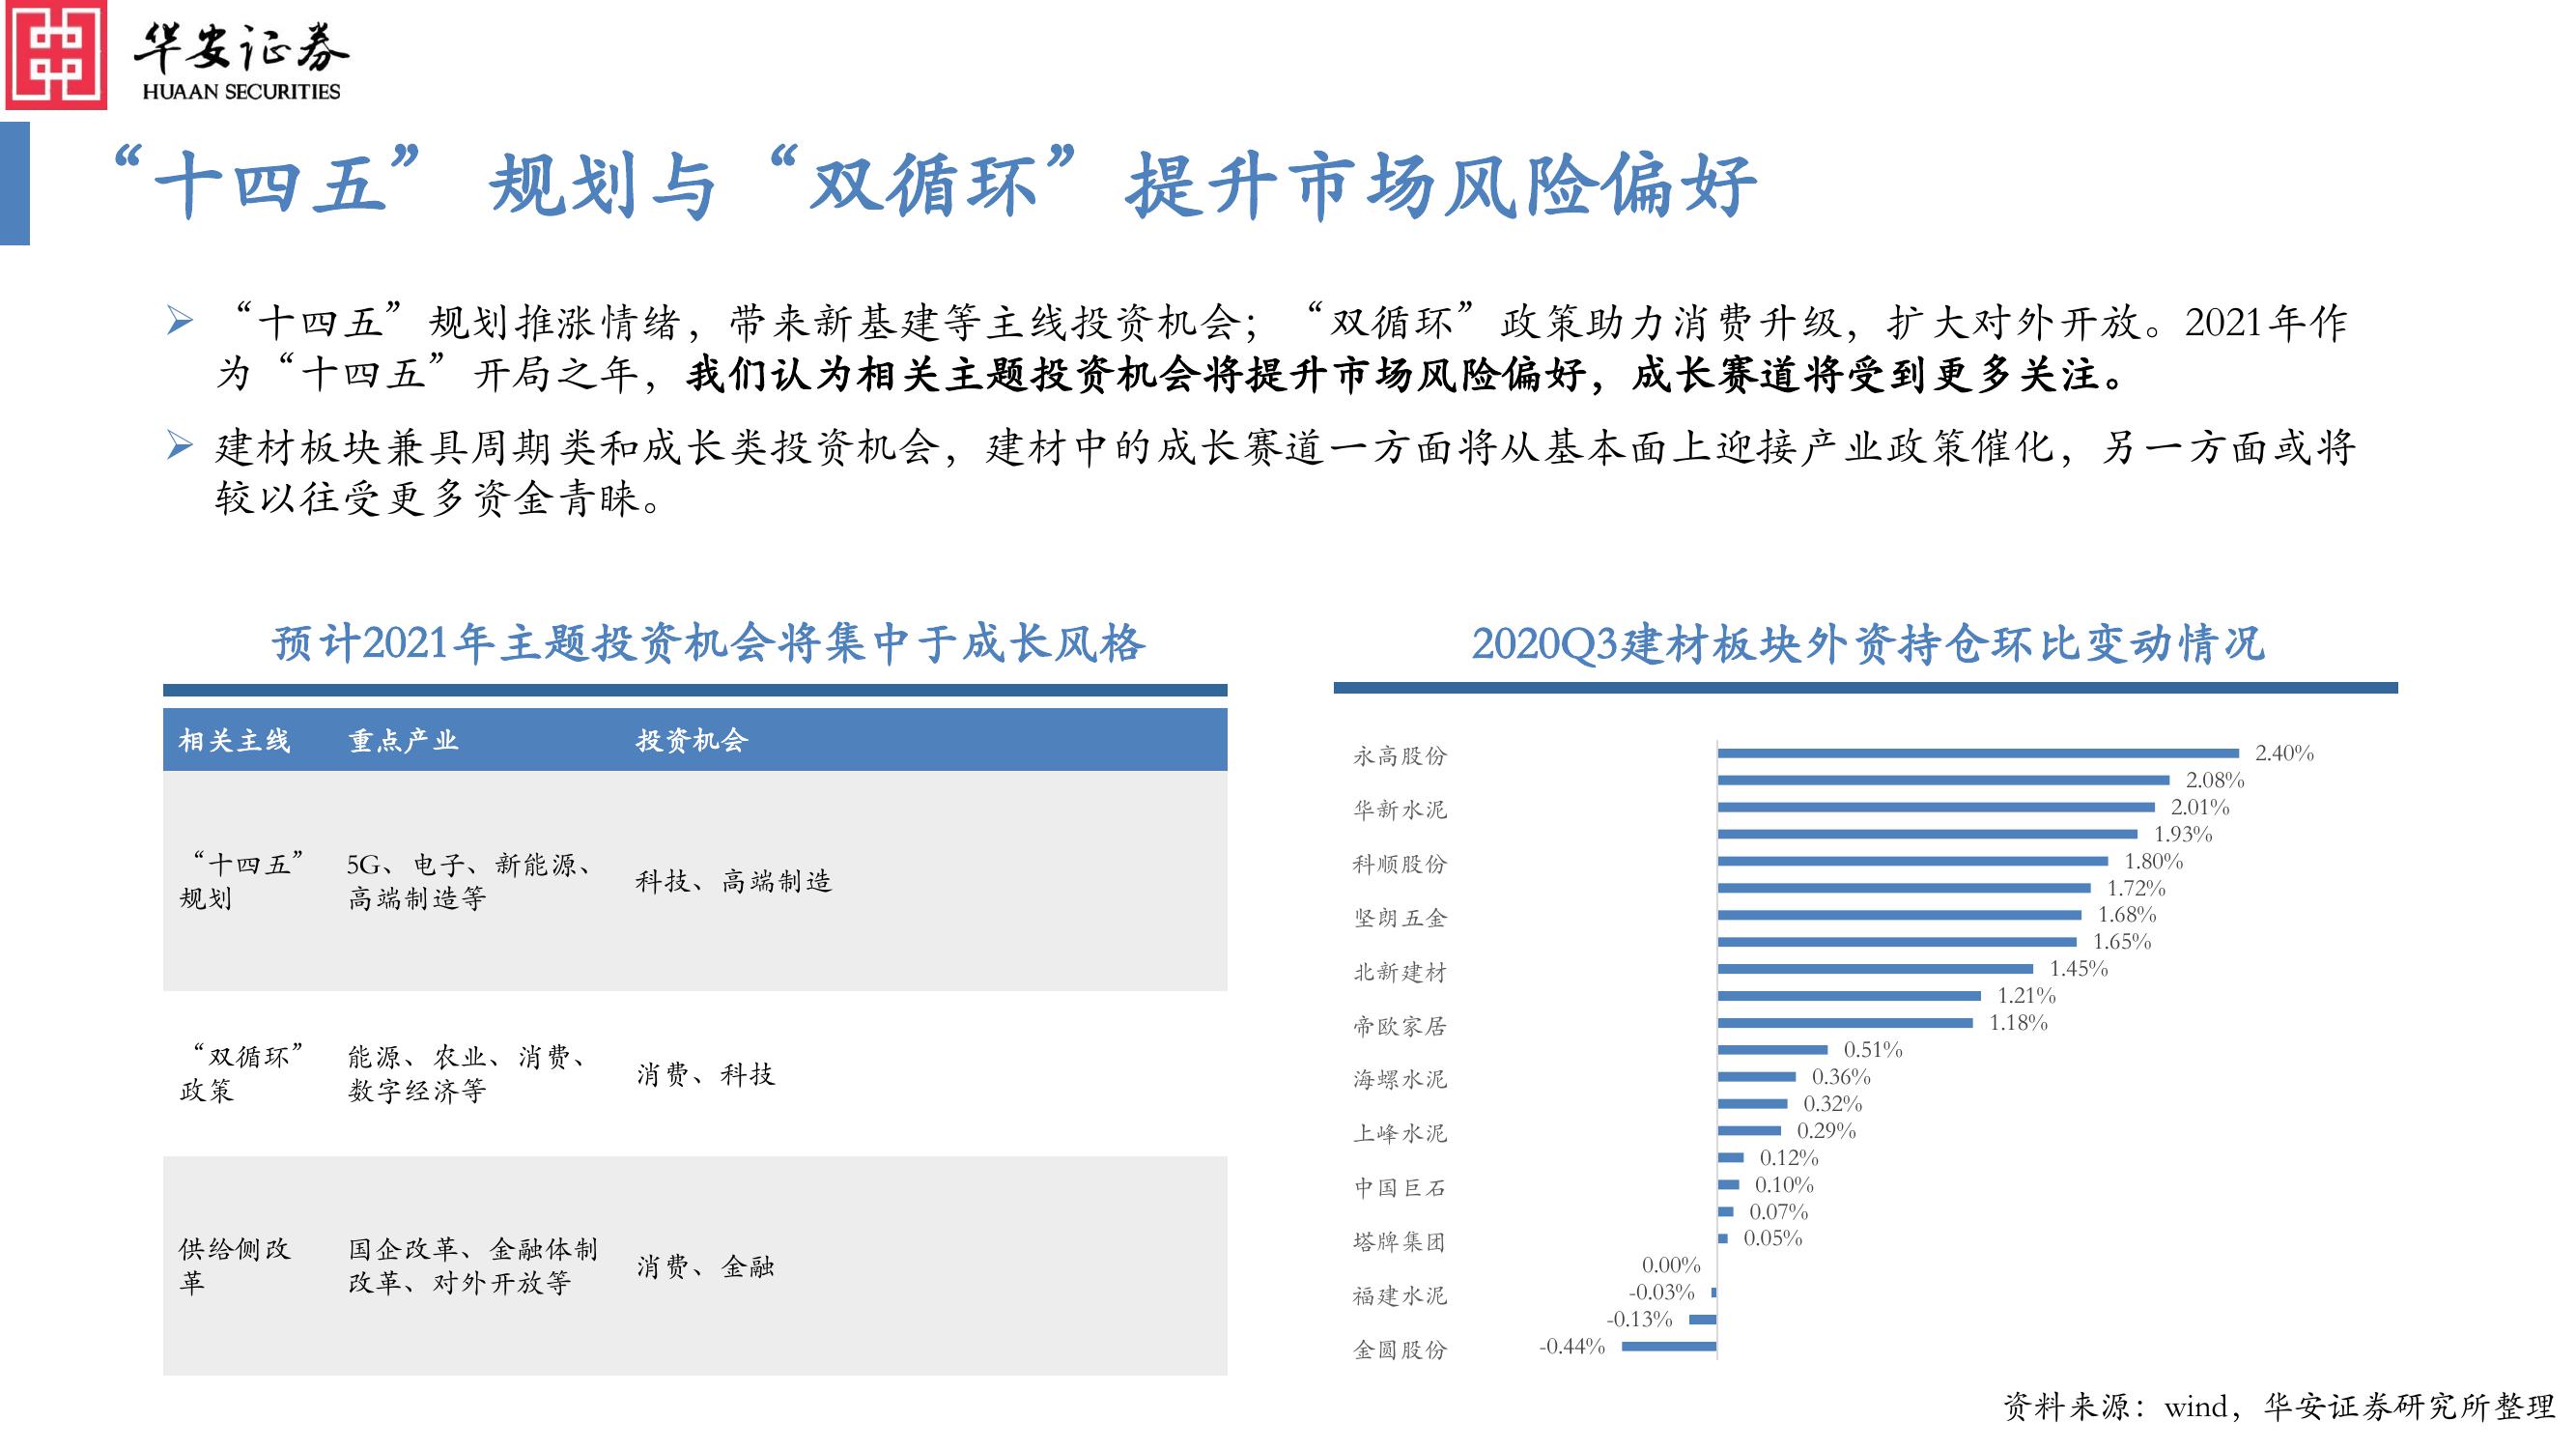 华安证券
HUAAN SECURITIES
“十四五” 规划与“双循环”提升市场风险偏好
“十四五”规划推涨情绪，带来新基建等主线投资机会；“双循环”政策助力消费升级，扩大对外开放。2021年作
为“十四五”开局之年，我们认为相关主题投资机会将提升市场风险偏好，成长赛道将受到更多关注。
建材板块兼具周期类和成长类投资机会，建材中的成长赛道一方面将从基本面上迎接产业政策催化，另一方面或将
较以往受更多资金青睐。
预计2021年主题投资机会将集中于成长风格
相关主线 重点产业 投资机会
“十四五”
规划
5G、电子、新能源、
高端制造等
科技、高端制造
“双循环”
政策
能源、农业、消费、
数字经济等
消费、科技
供给侧改
革
国企改革、金融体制
改革、对外开放等
消费、金融
2020Q3建材板块外资持仓环比变动情况
永高股份 2.40%
2.08%
华新水泥 2.01%
1.93%
科顺股份 1.80%
1.72%
坚朗五金 1.68%
1.65%
北新建材 1.45%
1.21%
帝欧家居 1.18%
0.51%
海螺水泥 0.36%
0.32%
上峰水泥 0.29%
0.12%
中国巨石 0.10%
0.07%
塔牌集团 0.05%
0.00%
福建水泥 -0.03%
-0.13%
金圆股份 -0.44%
资料来源：wind，华安证券研究所整理